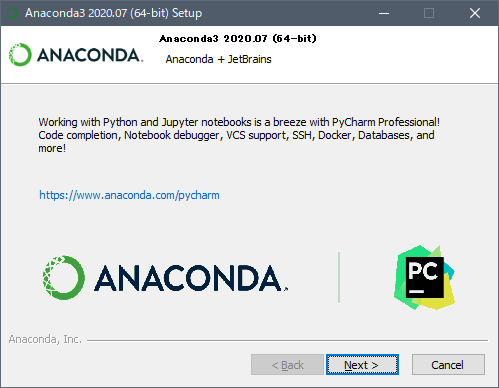 Anaconda3 2020.07 (64-bit) Setup
ANACONDA.
Anaconda3 2020.07 (64-bit)
Anaconda + JetBrains
Working with Python and Jupyter notebooks is a breeze with PyCharm Professional!
Code completion, Notebook debugger, VCS support, SSH, Docker, Databases, and
more!
https://www.anaconda.com/pycharm
ANACONDA.
PC
Anaconda, Inc.
< Back
Next >
Cancel